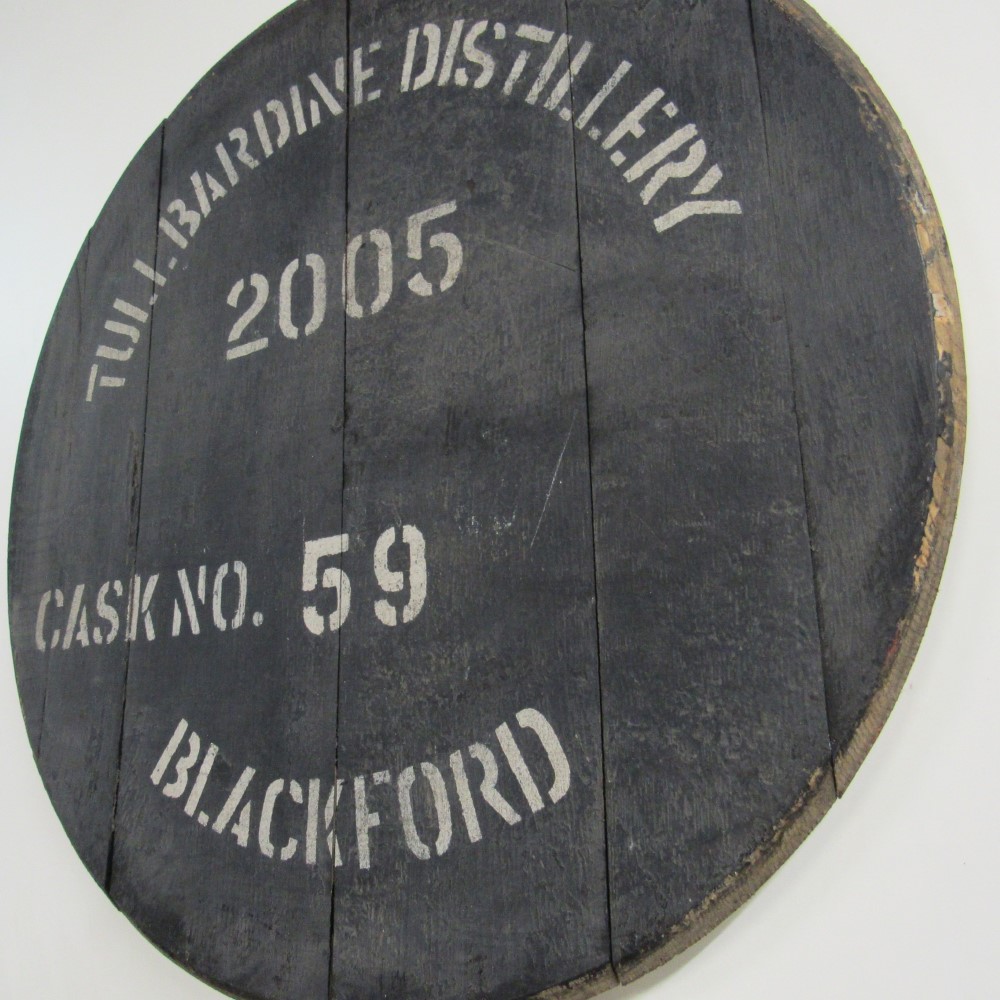 TULLIBARDINE DISTILLERY
2005
CASK NO. 59
BLACKFORD